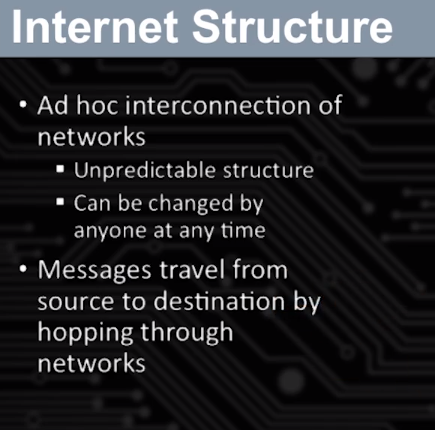 Internet Structure
• Ad hoc interconnection of
networks
▪ Unpredictable structure
▪ Can be changed by
anyone at any time
• Messages travel from
source to destination by
hopping through
networks